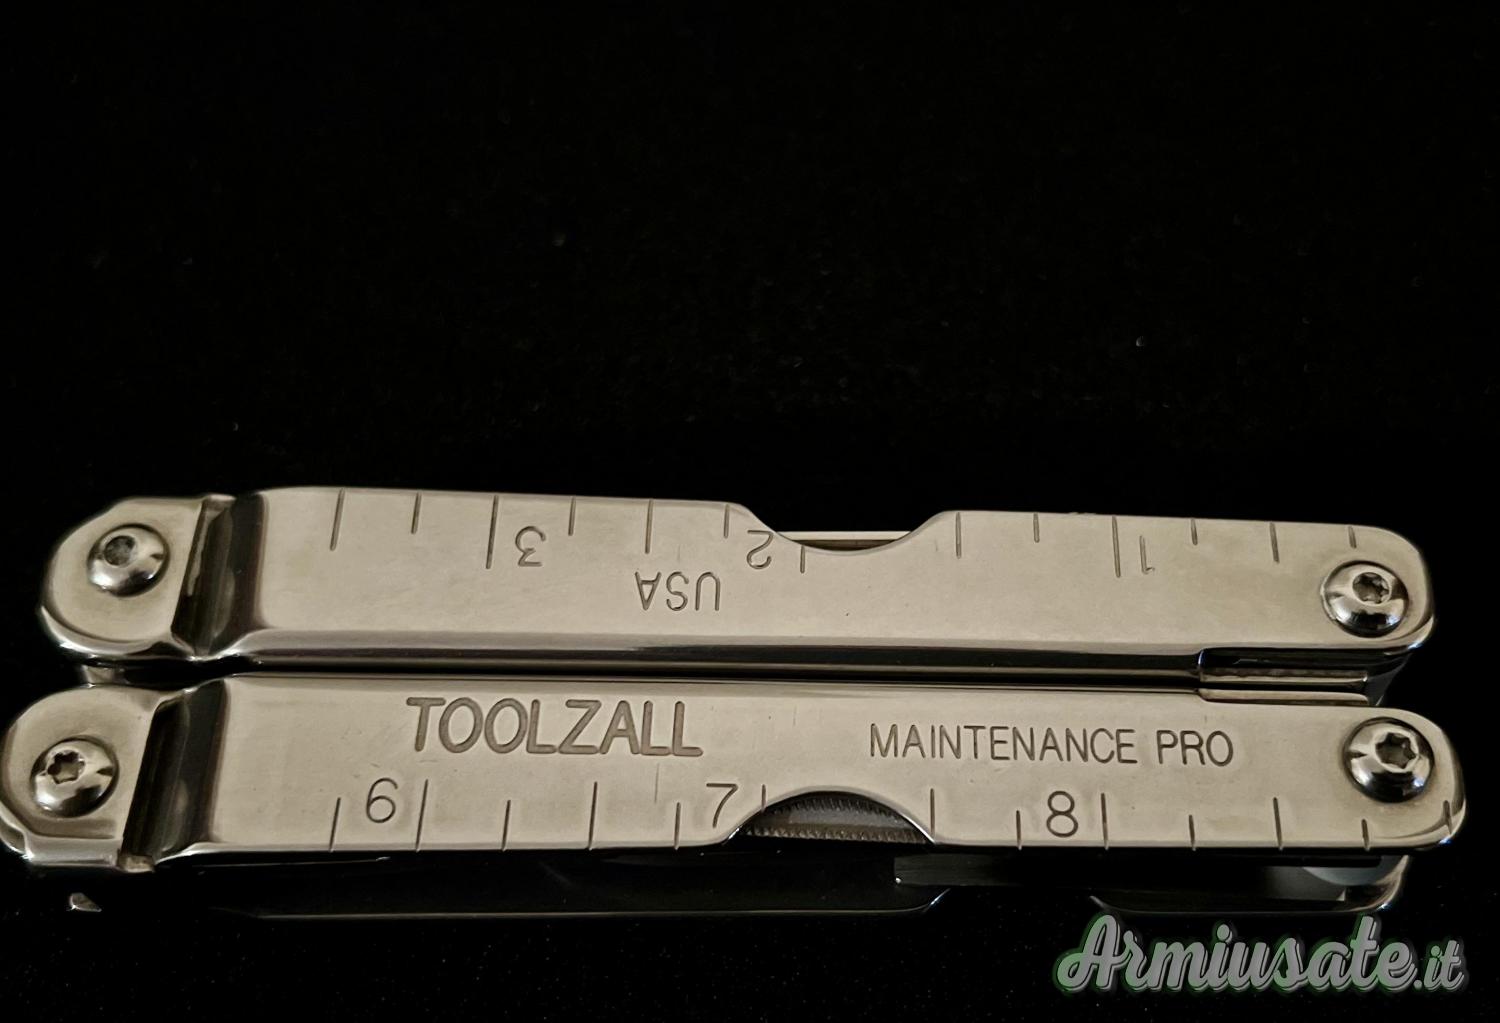 3 2 1
USA
TOOLZALL MAINTENANCE PRO
6 7 8
Armiusate.it